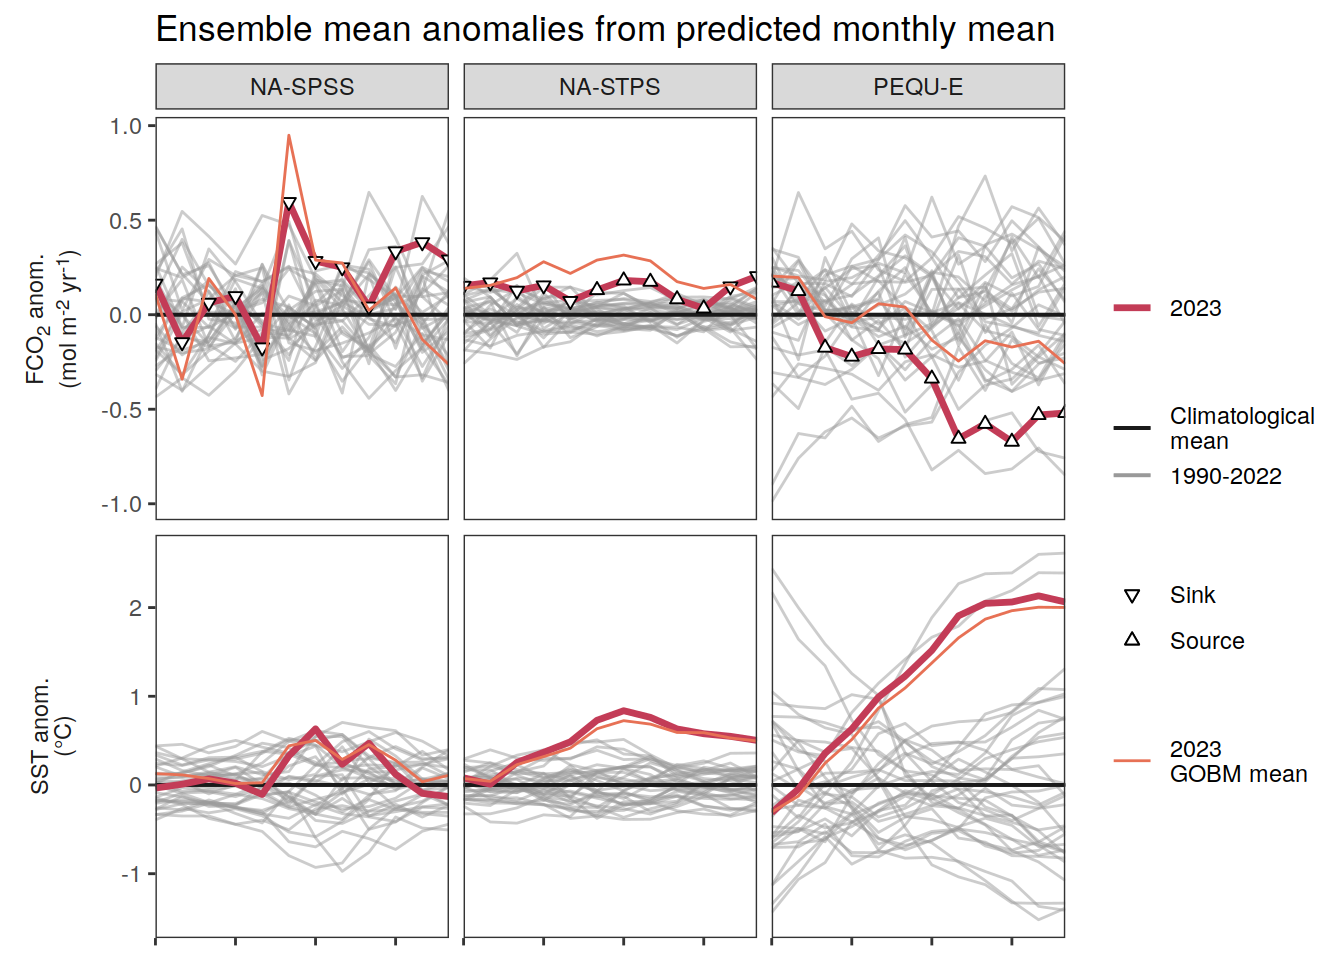 Ensemble mean anomalies from predicted monthly mean
NA-SPSS
NA-STPS
PEQU-E
FCO₂ anom.
(mol m⁻² yr⁻¹)
1.0
0.5
0.0
-0.5
-1.0
SST anom.
(°C)
2
1
0
-1
2023
Climatological
mean
1990-2022
Sink
Source
2023
GOBM mean